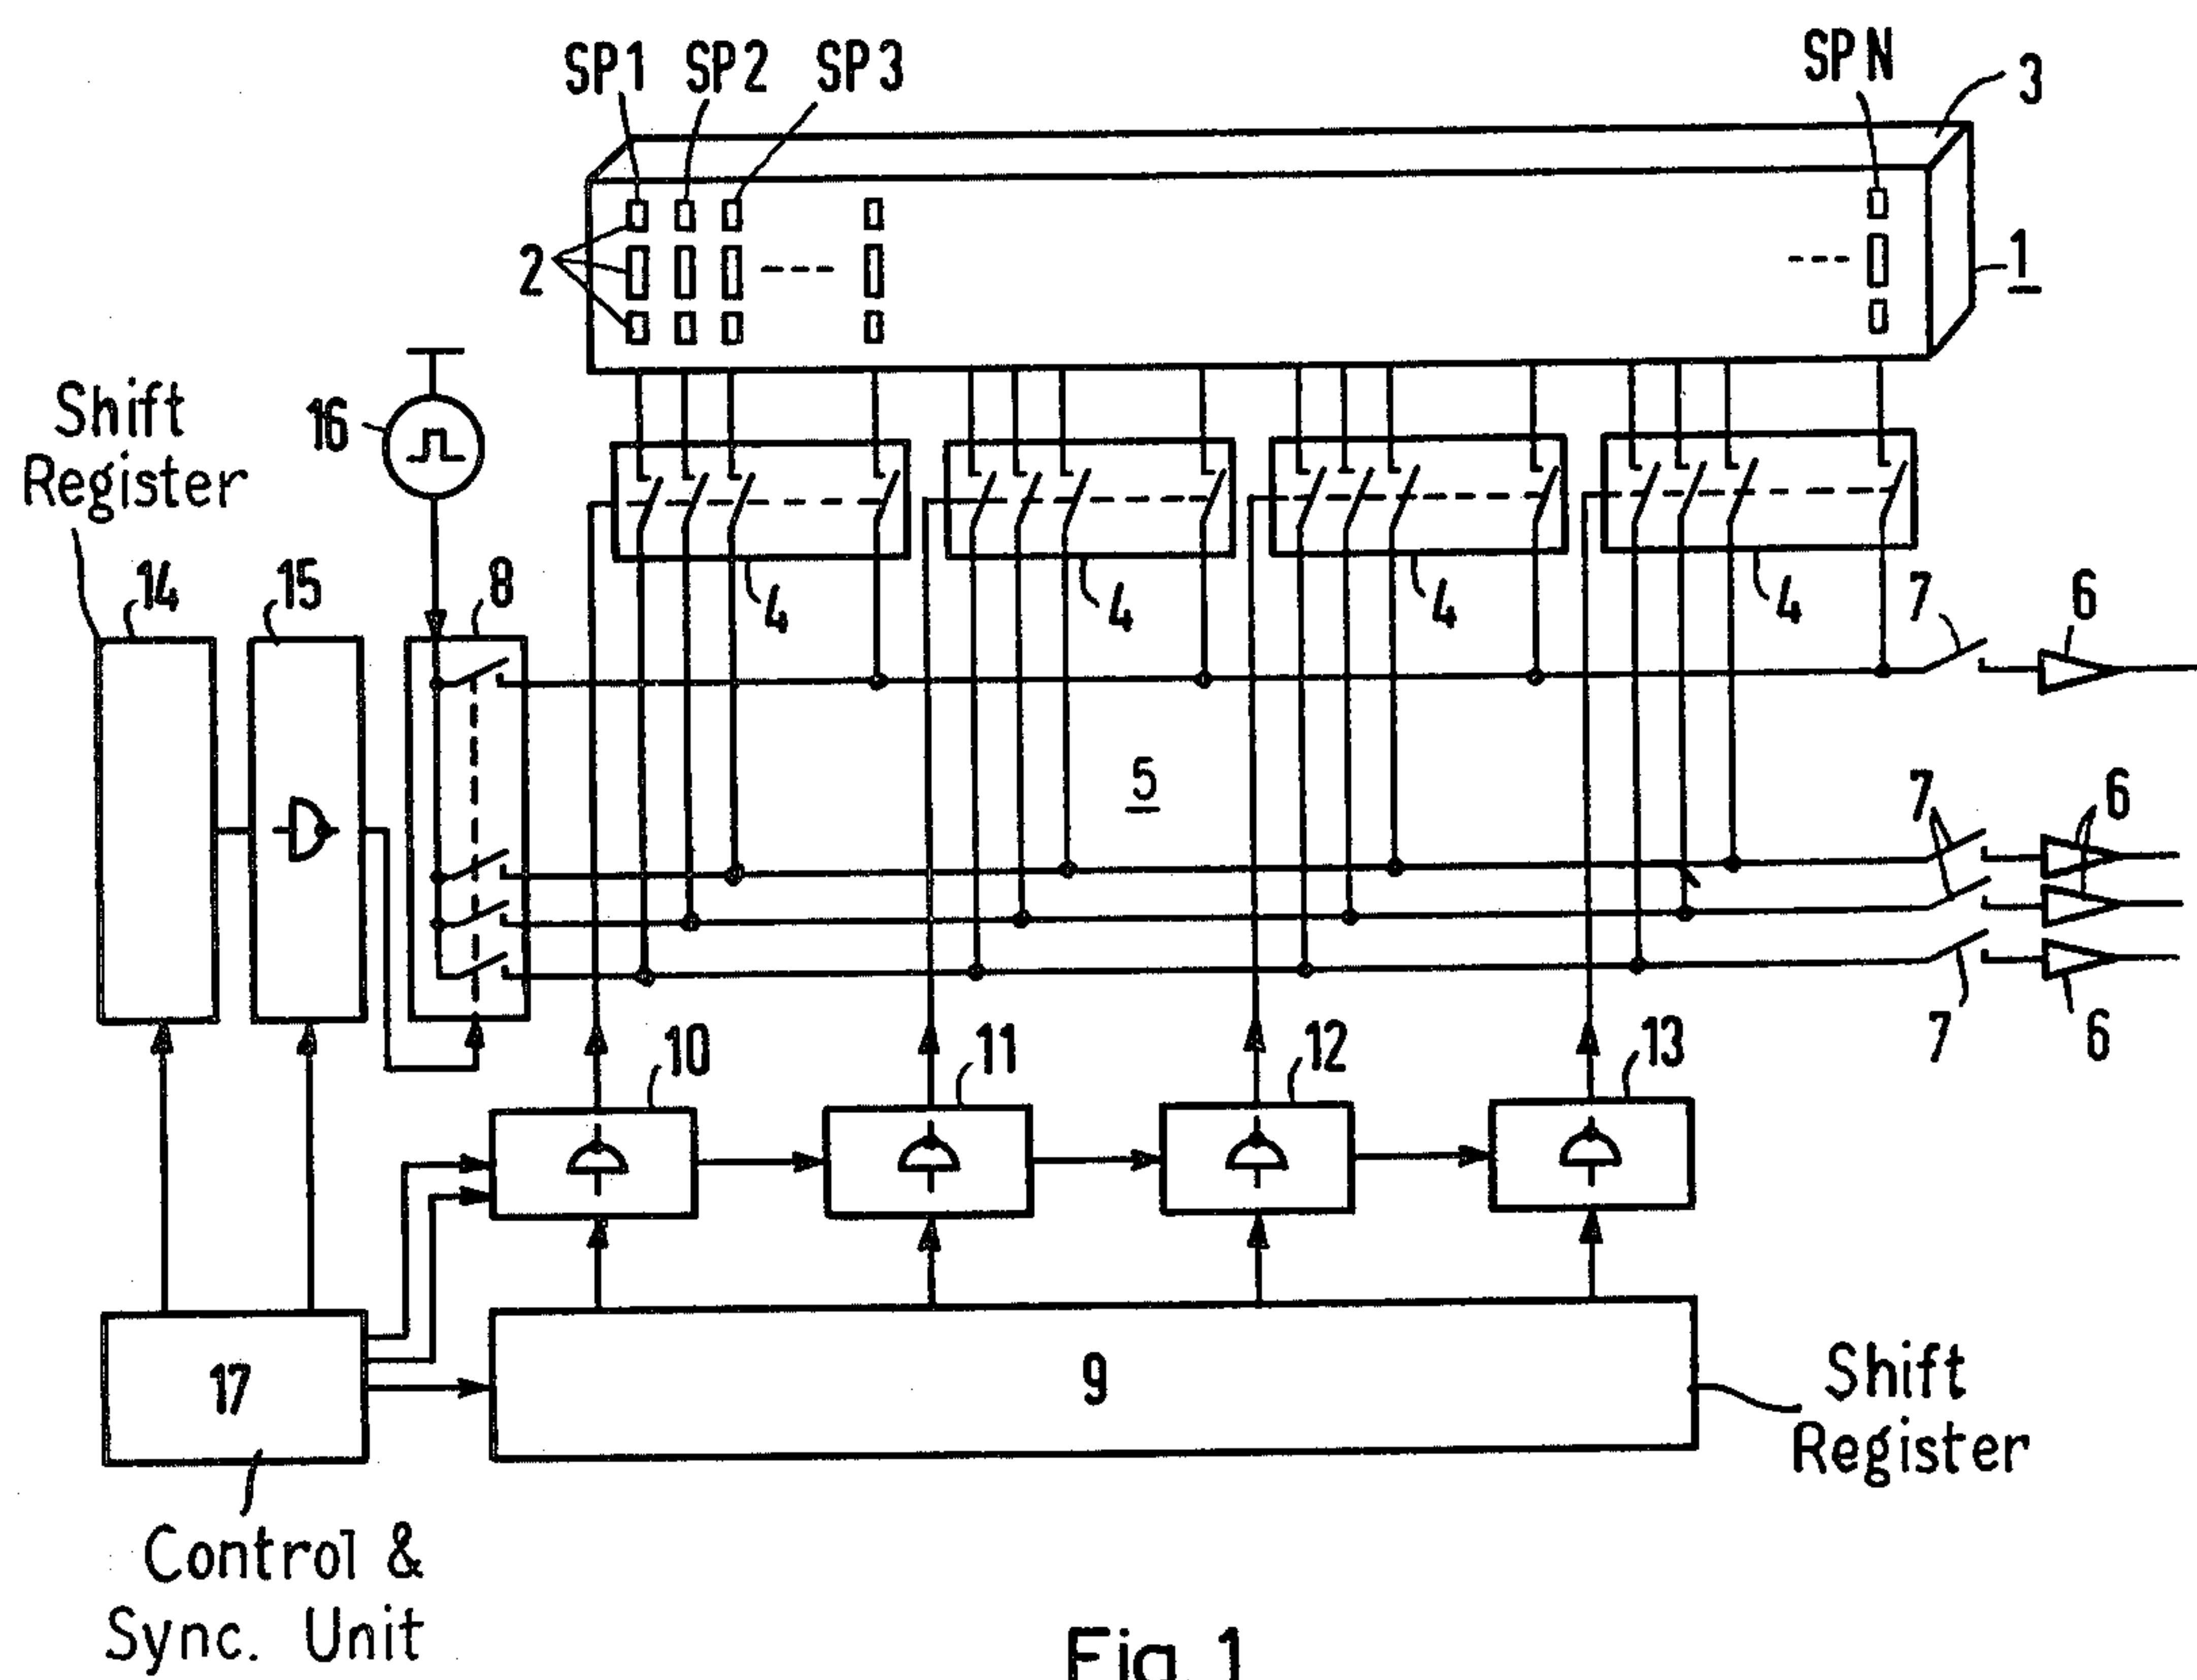 SP1 SP2 SP3 SPN 3
2 1
Shift
Register
16
14 15 8 4 4 4 4 7 6
5
7 6
10 11 12 13 7 6
17 9
Shift
Register
Control &
Sync. Unit
Fig. 1